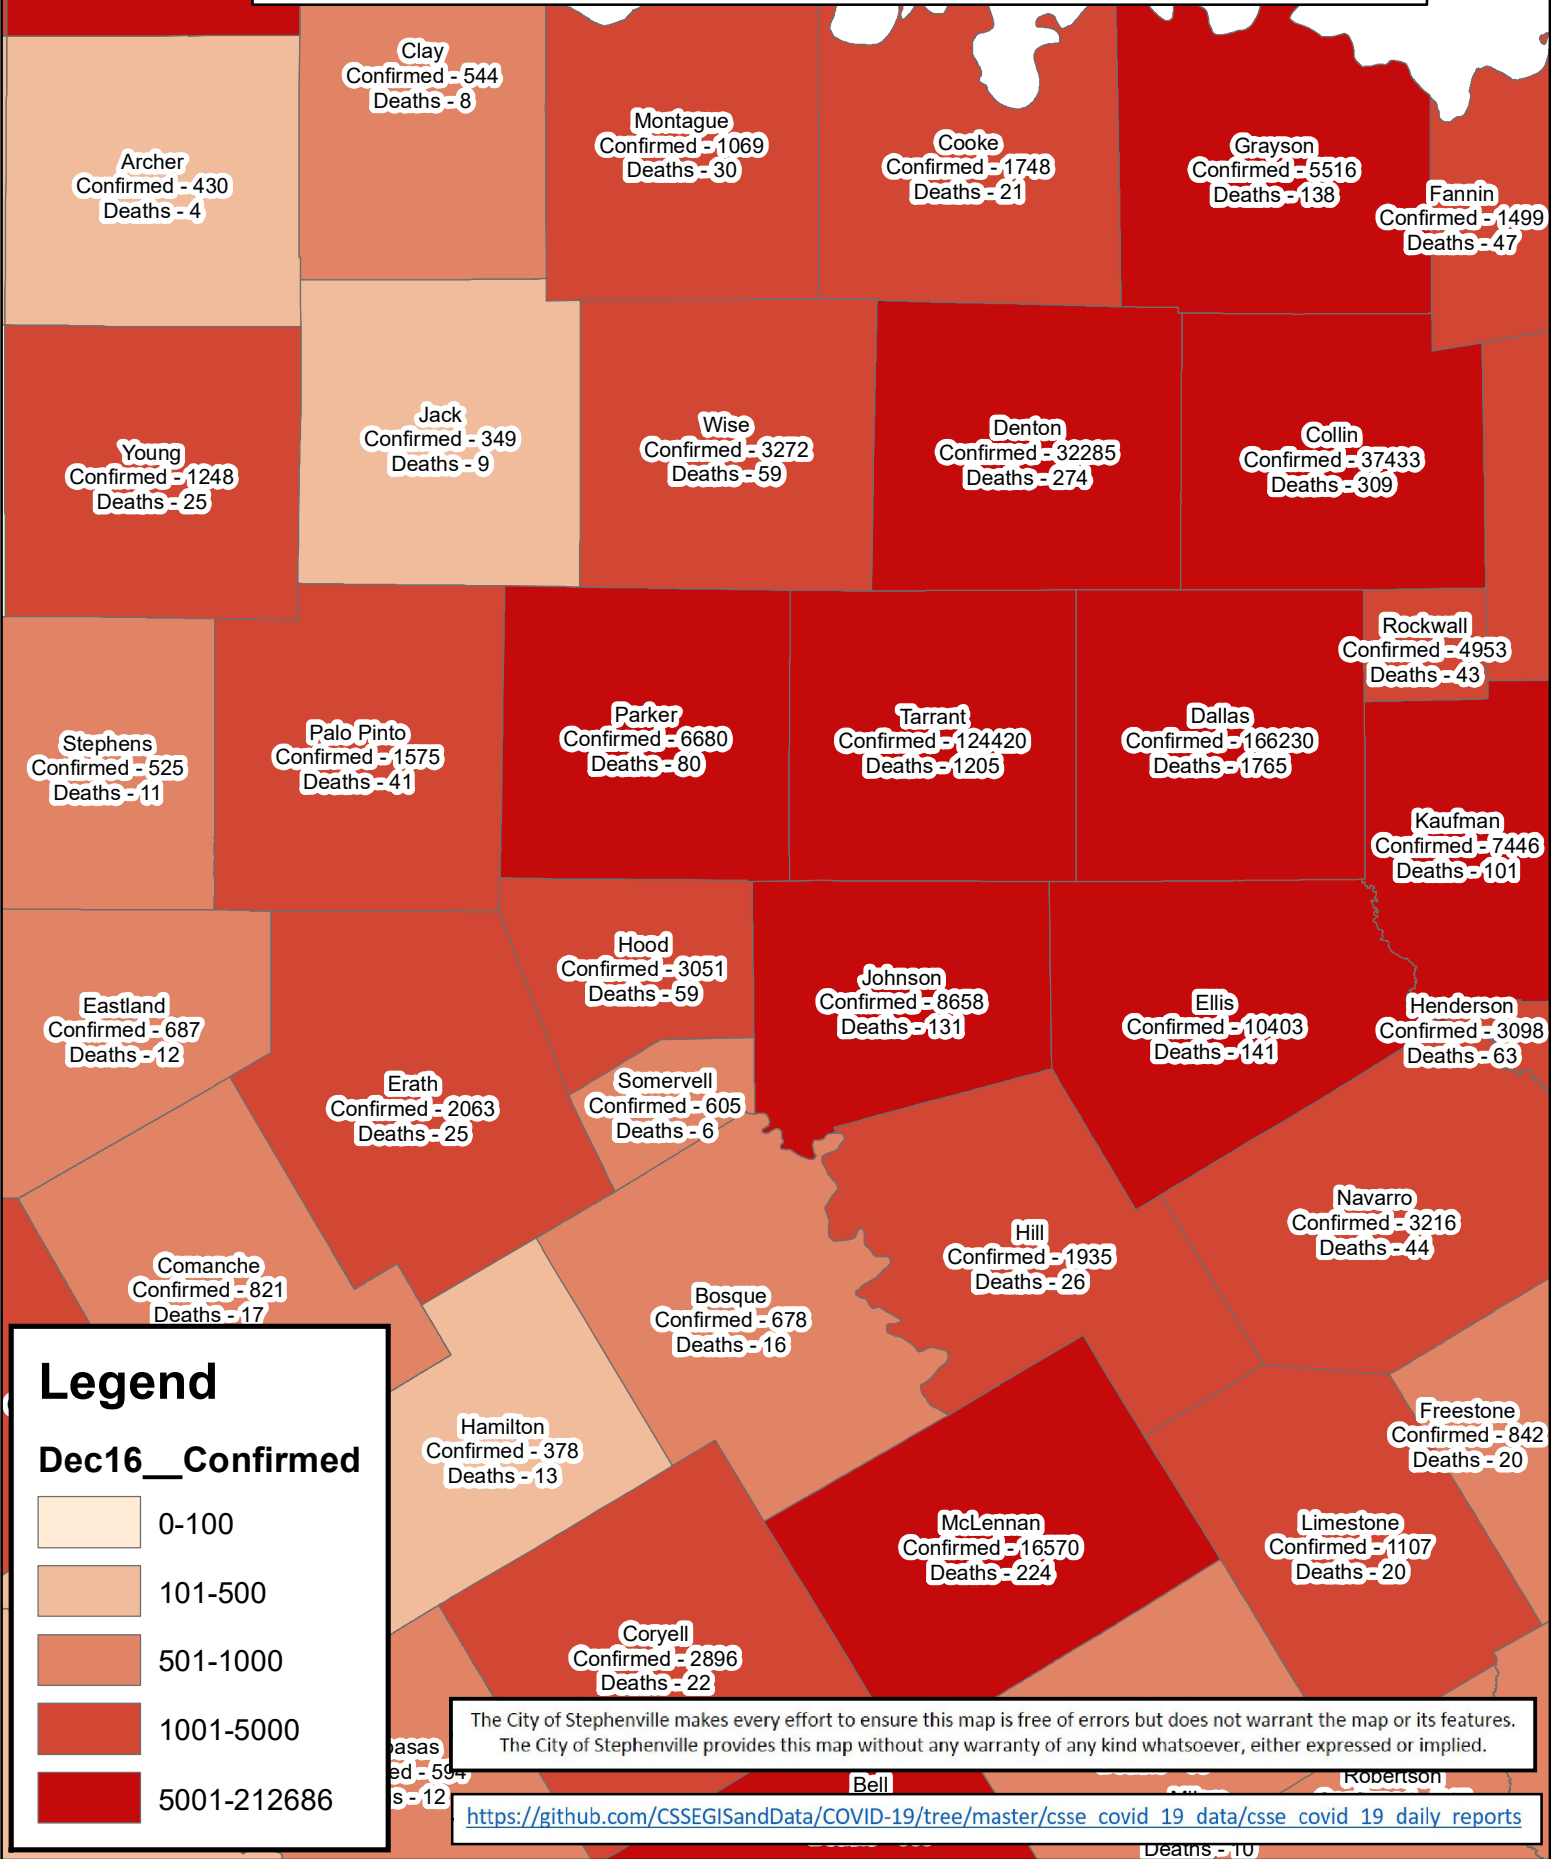 Clay
Confirmed - 544
Deaths - 8
Montague
Confirmed - 1069
Deaths - 30
Cooke
Confirmed - 1748
Deaths - 21
Grayson
Confirmed - 5516
Deaths - 138
Archer
Confirmed - 430
Deaths - 4
Fannin
Confirmed - 1499
Deaths - 47
Jack
Confirmed - 349
Deaths - 9
Wise
Confirmed - 3272
Deaths - 59
Denton
Confirmed - 32285
Deaths - 274
Collin
Confirmed - 37433
Deaths - 309
Young
Confirmed - 1248
Deaths - 25
Rockwall
Confirmed - 4953
Deaths - 43
Stephens
Confirmed - 525
Deaths - 11
Palo Pinto
Confirmed - 1575
Deaths - 41
Parker
Confirmed - 6680
Deaths - 80
Tarrant
Confirmed - 124420
Deaths - 1205
Dallas
Confirmed - 166230
Deaths - 1765
Kaufman
Confirmed - 7446
Deaths - 101
Hood
Confirmed - 3051
Deaths - 59
Johnson
Confirmed - 8658
Deaths - 131
Ellis
Confirmed - 10403
Deaths - 141
Henderson
Confirmed - 3098
Deaths - 63
Eastland
Confirmed - 687
Deaths - 12
Erath
Confirmed - 2063
Deaths - 25
Somervell
Confirmed - 605
Deaths - 6
Navarro
Confirmed - 3216
Deaths - 44
Hill
Confirmed - 1935
Deaths - 26
Comanche
Confirmed - 821
Deaths - 17
Bosque
Confirmed - 678
Deaths - 16
Hamilton
Confirmed - 378
Deaths - 13
Freestone
Confirmed - 842
Deaths - 20
McLennan
Confirmed - 16570
Deaths - 224
Limestone
Confirmed - 1107
Deaths - 20
Coryell
Confirmed - 2896
Deaths - 22
Legend
Dec16__Confirmed
0-100
101-500
501-1000
1001-5000
5001-212686
asas
ed - 594
s - 12
The City of Stephenville makes every effort to ensure this map is free of errors but does not warrant the map or its features.
The City of Stephenville provides this map without any warranty of any kind whatsoever, either expressed or implied.
Bell
Robertson
https://github.com/CSSEGISandData/COVID-19/tree/master/csse_covid_19_data/csse_covid_19_daily_reports
Deaths - 10